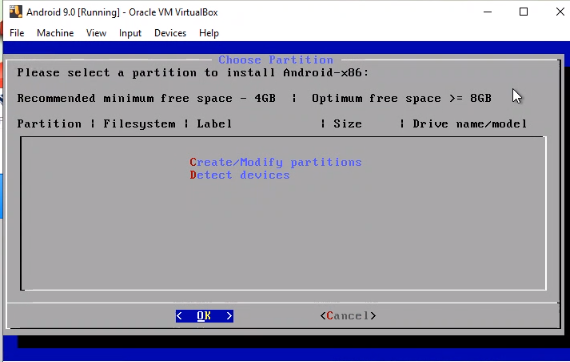 Android 9.0 [Running] - Oracle VM VirtualBox
File Machine View Input Devices Help
Choose Partition
Please select a partition to install Android-x86:
Recommended minimum free space - 4GB | Optimum free space >= 8GB
Partition | Filesystem | Label | Size | Drive name/model
Create/Modify partitions
Detect devices
< OK > <Cancel>